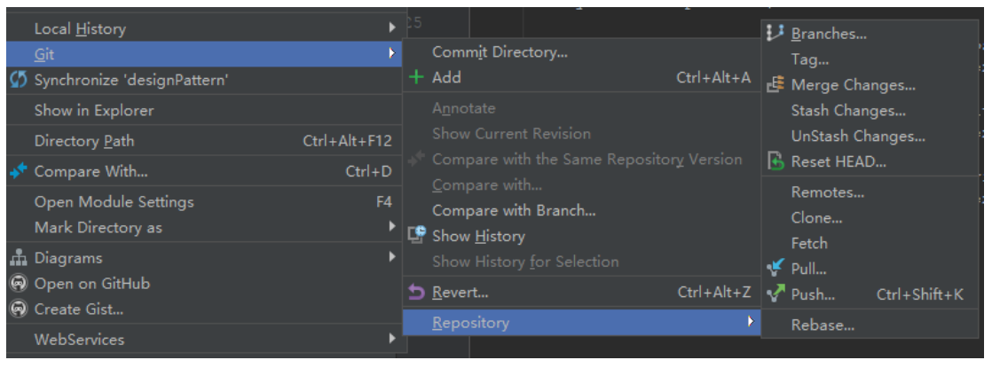 Local History
Git
Synchronize 'designPattern'
Show in Explorer
Directory Path Ctrl+Alt+F12
Compare With... Ctrl+D
Open Module Settings F4
Mark Directory as
Diagrams
Open on GitHub
Create Gist...
WebServices
Commit Directory...
Add Ctrl+Alt+A
Annotate
Show Current Revision
Compare with the Same Repository Version
Compare with...
Compare with Branch...
Show History
Show History for Selection
Revert... Ctrl+Alt+Z
Repository
Branches...
Tag...
Merge Changes...
Stash Changes...
UnStash Changes...
Reset HEAD...
Remotes...
Clone...
Fetch
Pull...
Push... Ctrl+Shift+K
Rebase...